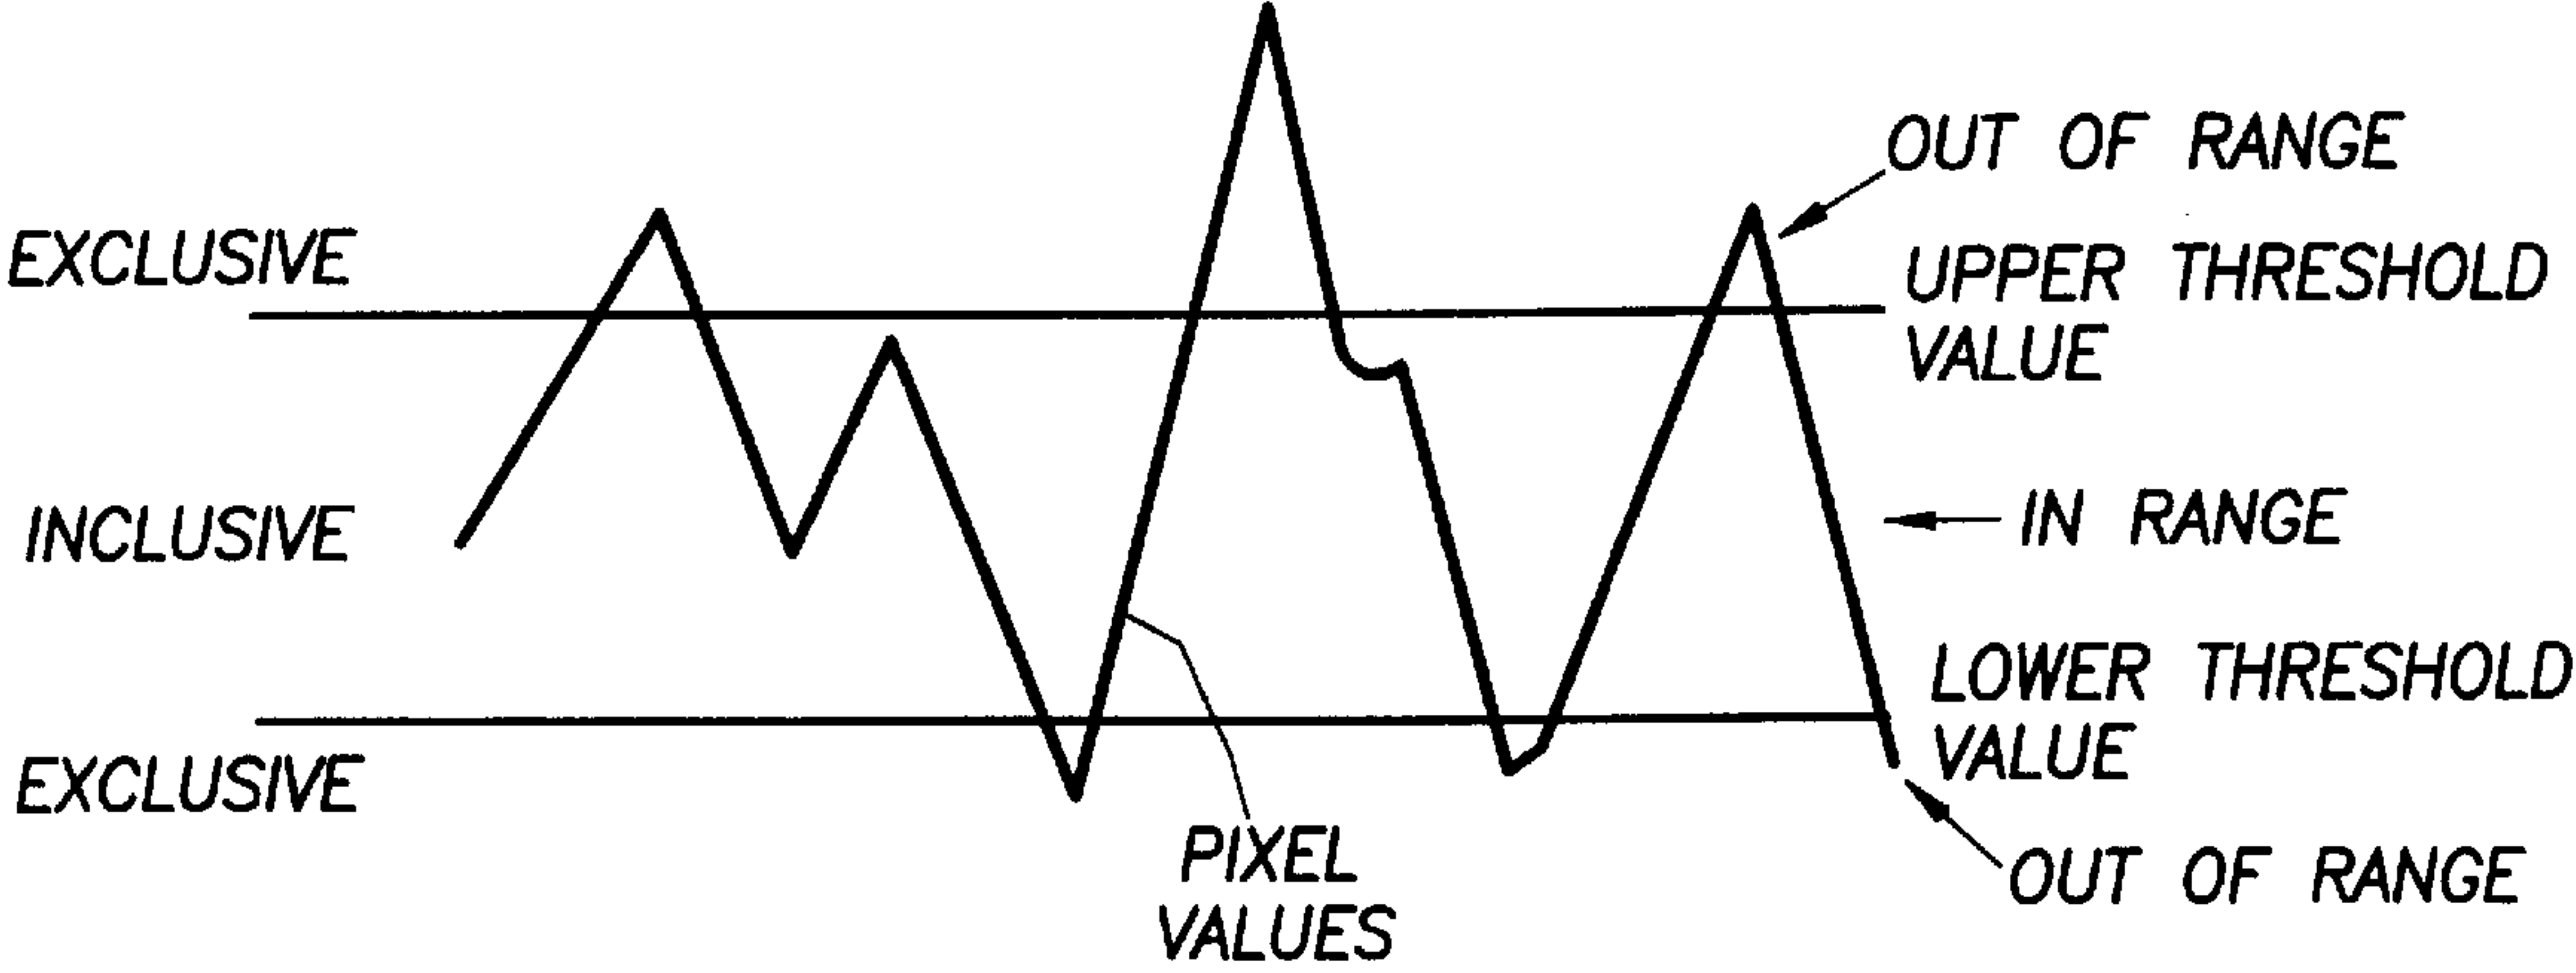 OUT OF RANGE
EXCLUSIVE
UPPER THRESHOLD
VALUE
INCLUSIVE
IN RANGE
LOWER THRESHOLD
VALUE
EXCLUSIVE
PIXEL
VALUES
OUT OF RANGE